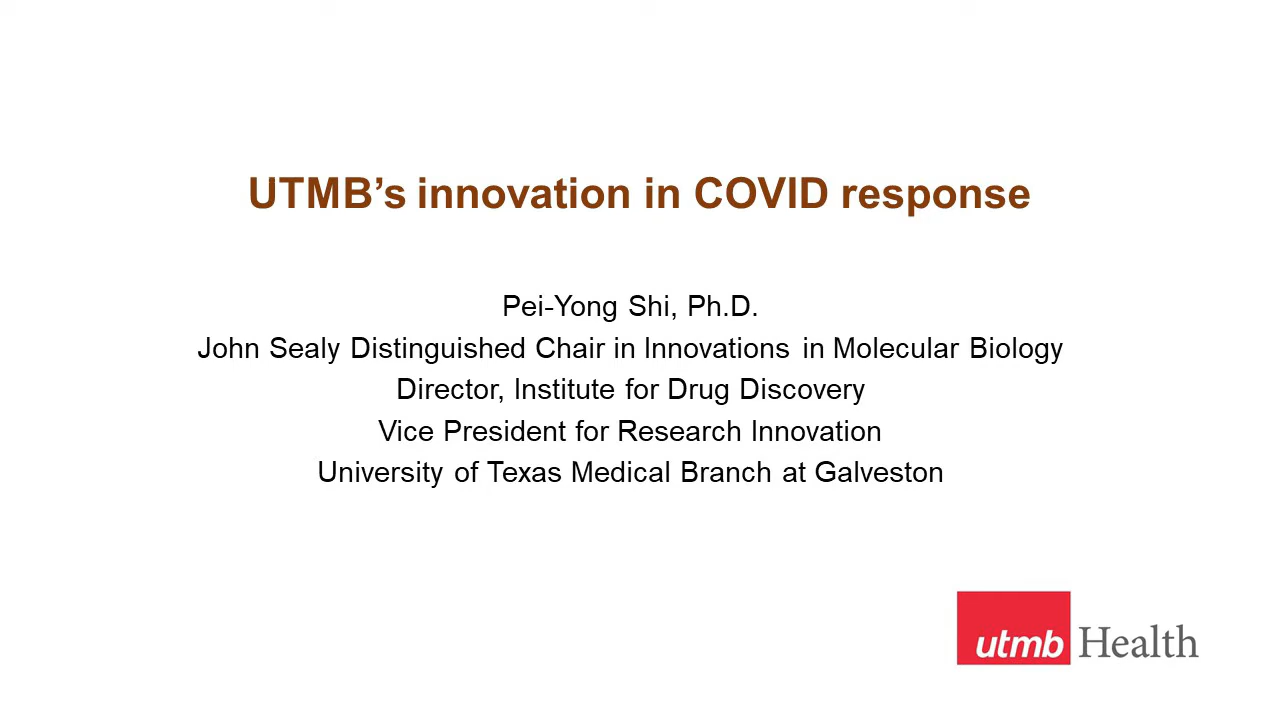 UTMB’s innovation in COVID response
Pei-Yong Shi, Ph.D.
John Sealy Distinguished Chair in Innovations in Molecular Biology
Director, Institute for Drug Discovery
Vice President for Research Innovation
University of Texas Medical Branch at Galveston
utmb Health